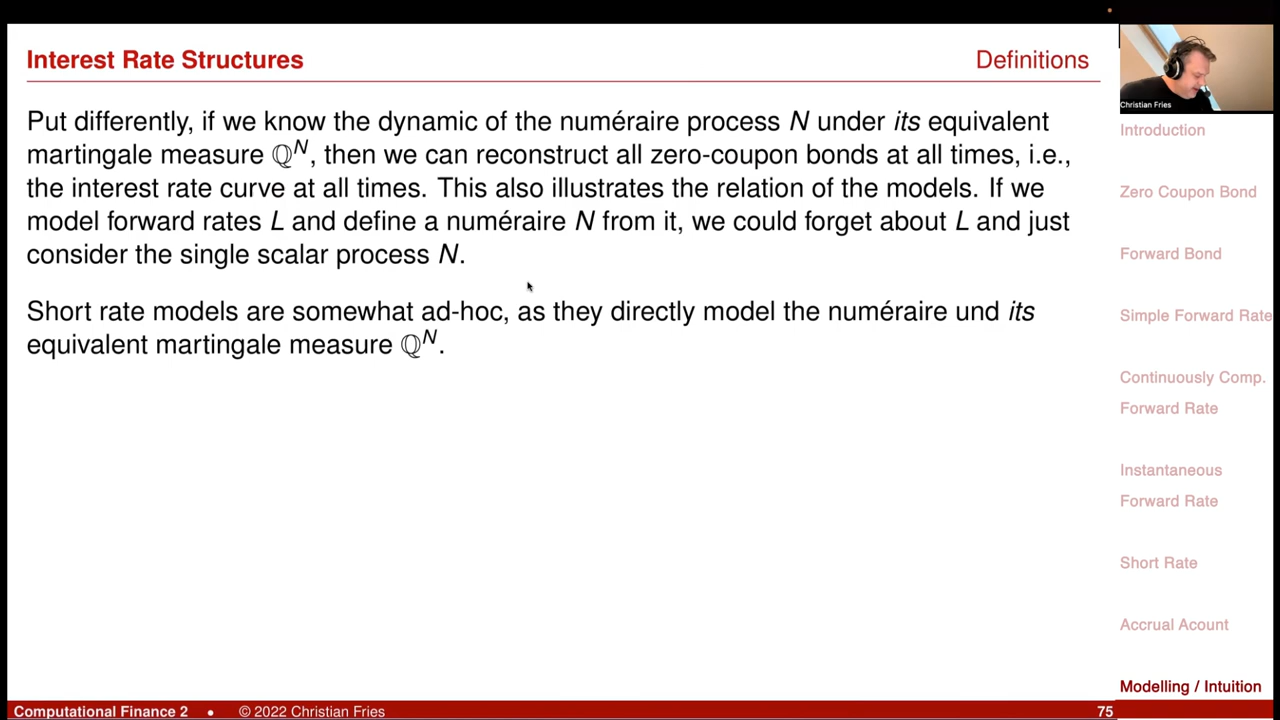 Interest Rate Structures
Definitions
Put differently, if we know the dynamic of the numéraire process N under its equivalent
martingale measure ℚᴺ, then we can reconstruct all zero-coupon bonds at all times, i.e.,
the interest rate curve at all times. This also illustrates the relation of the models. If we
model forward rates L and define a numéraire N from it, we could forget about L and just
consider the single scalar process N.
Short rate models are somewhat ad-hoc, as they directly model the numéraire und its
equivalent martingale measure ℚᴺ.
Christian Fries
Introduction
Zero Coupon Bond
Forward Bond
Simple Forward Rate
Continuously Comp.
Forward Rate
Instantaneous
Forward Rate
Short Rate
Accrual Acount
Modelling / Intuition
Computational Finance 2 • © 2022 Christian Fries
75